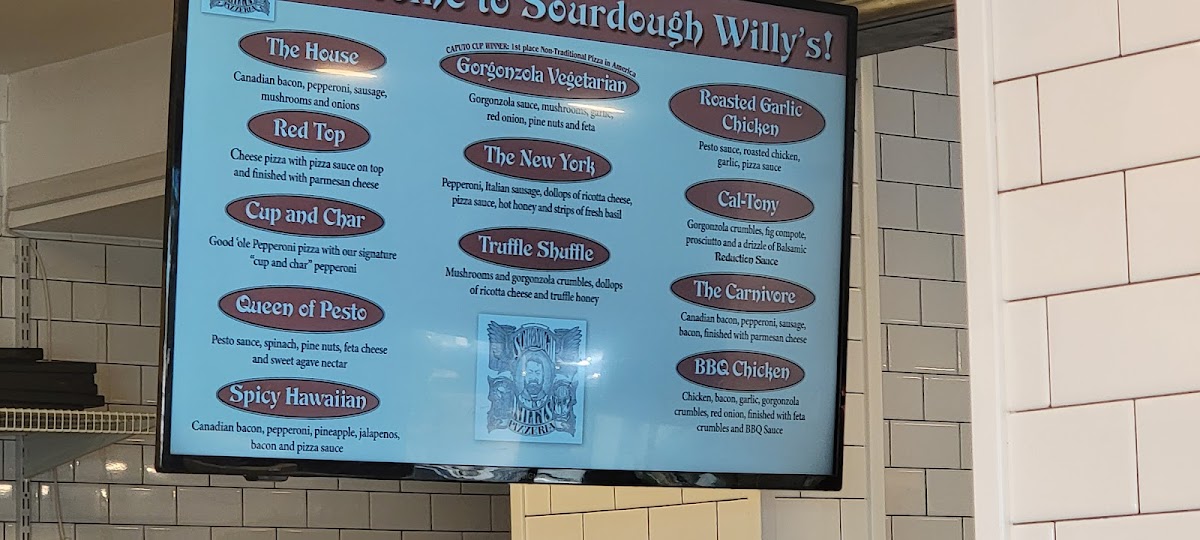 to Sourdough Willy's!
PIZZERIA
The House
Canadian bacon, pepperoni, sausage,
mushrooms and onions
Red Top
Cheese pizza with pizza sauce on top
and finished with parmesan cheese
Cup and Char
Good 'ole Pepperoni pizza with our signature
"cup and char" pepperoni
Queen of Pesto
Pesto sauce, spinach, pine nuts, feta cheese
and sweet agave nectar
Spicy Hawaiian
Canadian bacon, pepperoni, pineapple, jalapenos,
bacon and pizza sauce
CAPUTO CUP WINNER: 1st place Non-Traditional Pizza in America
Gorgonzola Vegetarian
Gorgonzola sauce, mushrooms, garlic,
red onion, pine nuts and feta
The New York
Pepperoni, Italian sausage, dollops of ricotta cheese,
pizza sauce, hot honey and strips of fresh basil
Truffle Shuffle
Mushrooms and gorgonzola crumbles, dollops
of ricotta cheese and truffle honey
PIZZERIA
Roasted Garlic
Chicken
Pesto sauce, roasted chicken,
garlic, pizza sauce
Cal-Tony
Gorgonzola crumbles, fig compote,
prosciutto and a drizzle of Balsamic
Reduction Sauce
The Carnivore
Canadian bacon, pepperoni, sausage,
bacon, finished with parmesan cheese
BBQ Chicken
Chicken, bacon, garlic, gorgonzola
crumbles, red onion, finished with feta
crumbles and BBQ Sauce